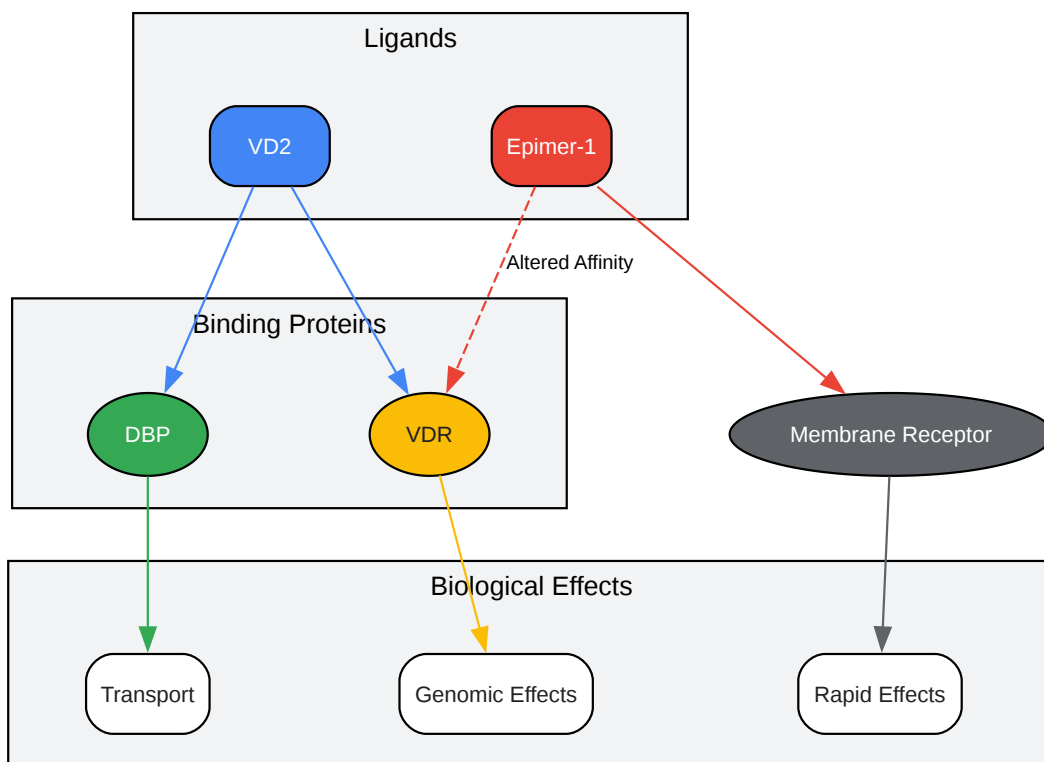 Ligands
VD2
Epimer-1
Altered Affinity
Binding Proteins
DBP
VDR
Membrane Receptor
Biological Effects
Transport
Genomic Effects
Rapid Effects